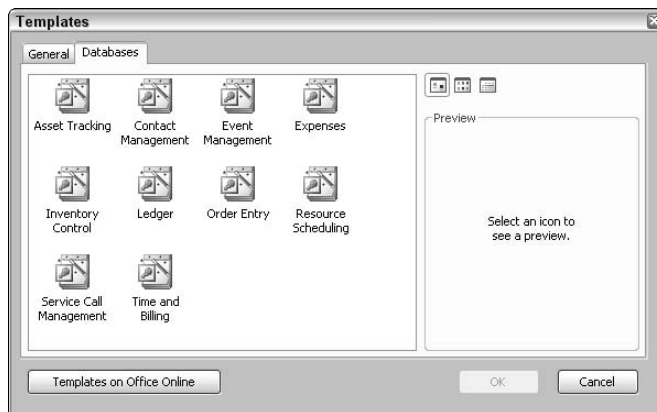 Templates
General
Databases
Asset Tracking
Contact
Management
Event
Management
Expenses
Inventory
Control
Ledger
Order Entry
Resource
Scheduling
Service Call
Management
Time and
Billing
Preview
Select an icon to
see a preview.
Templates on Office Online
OK
Cancel